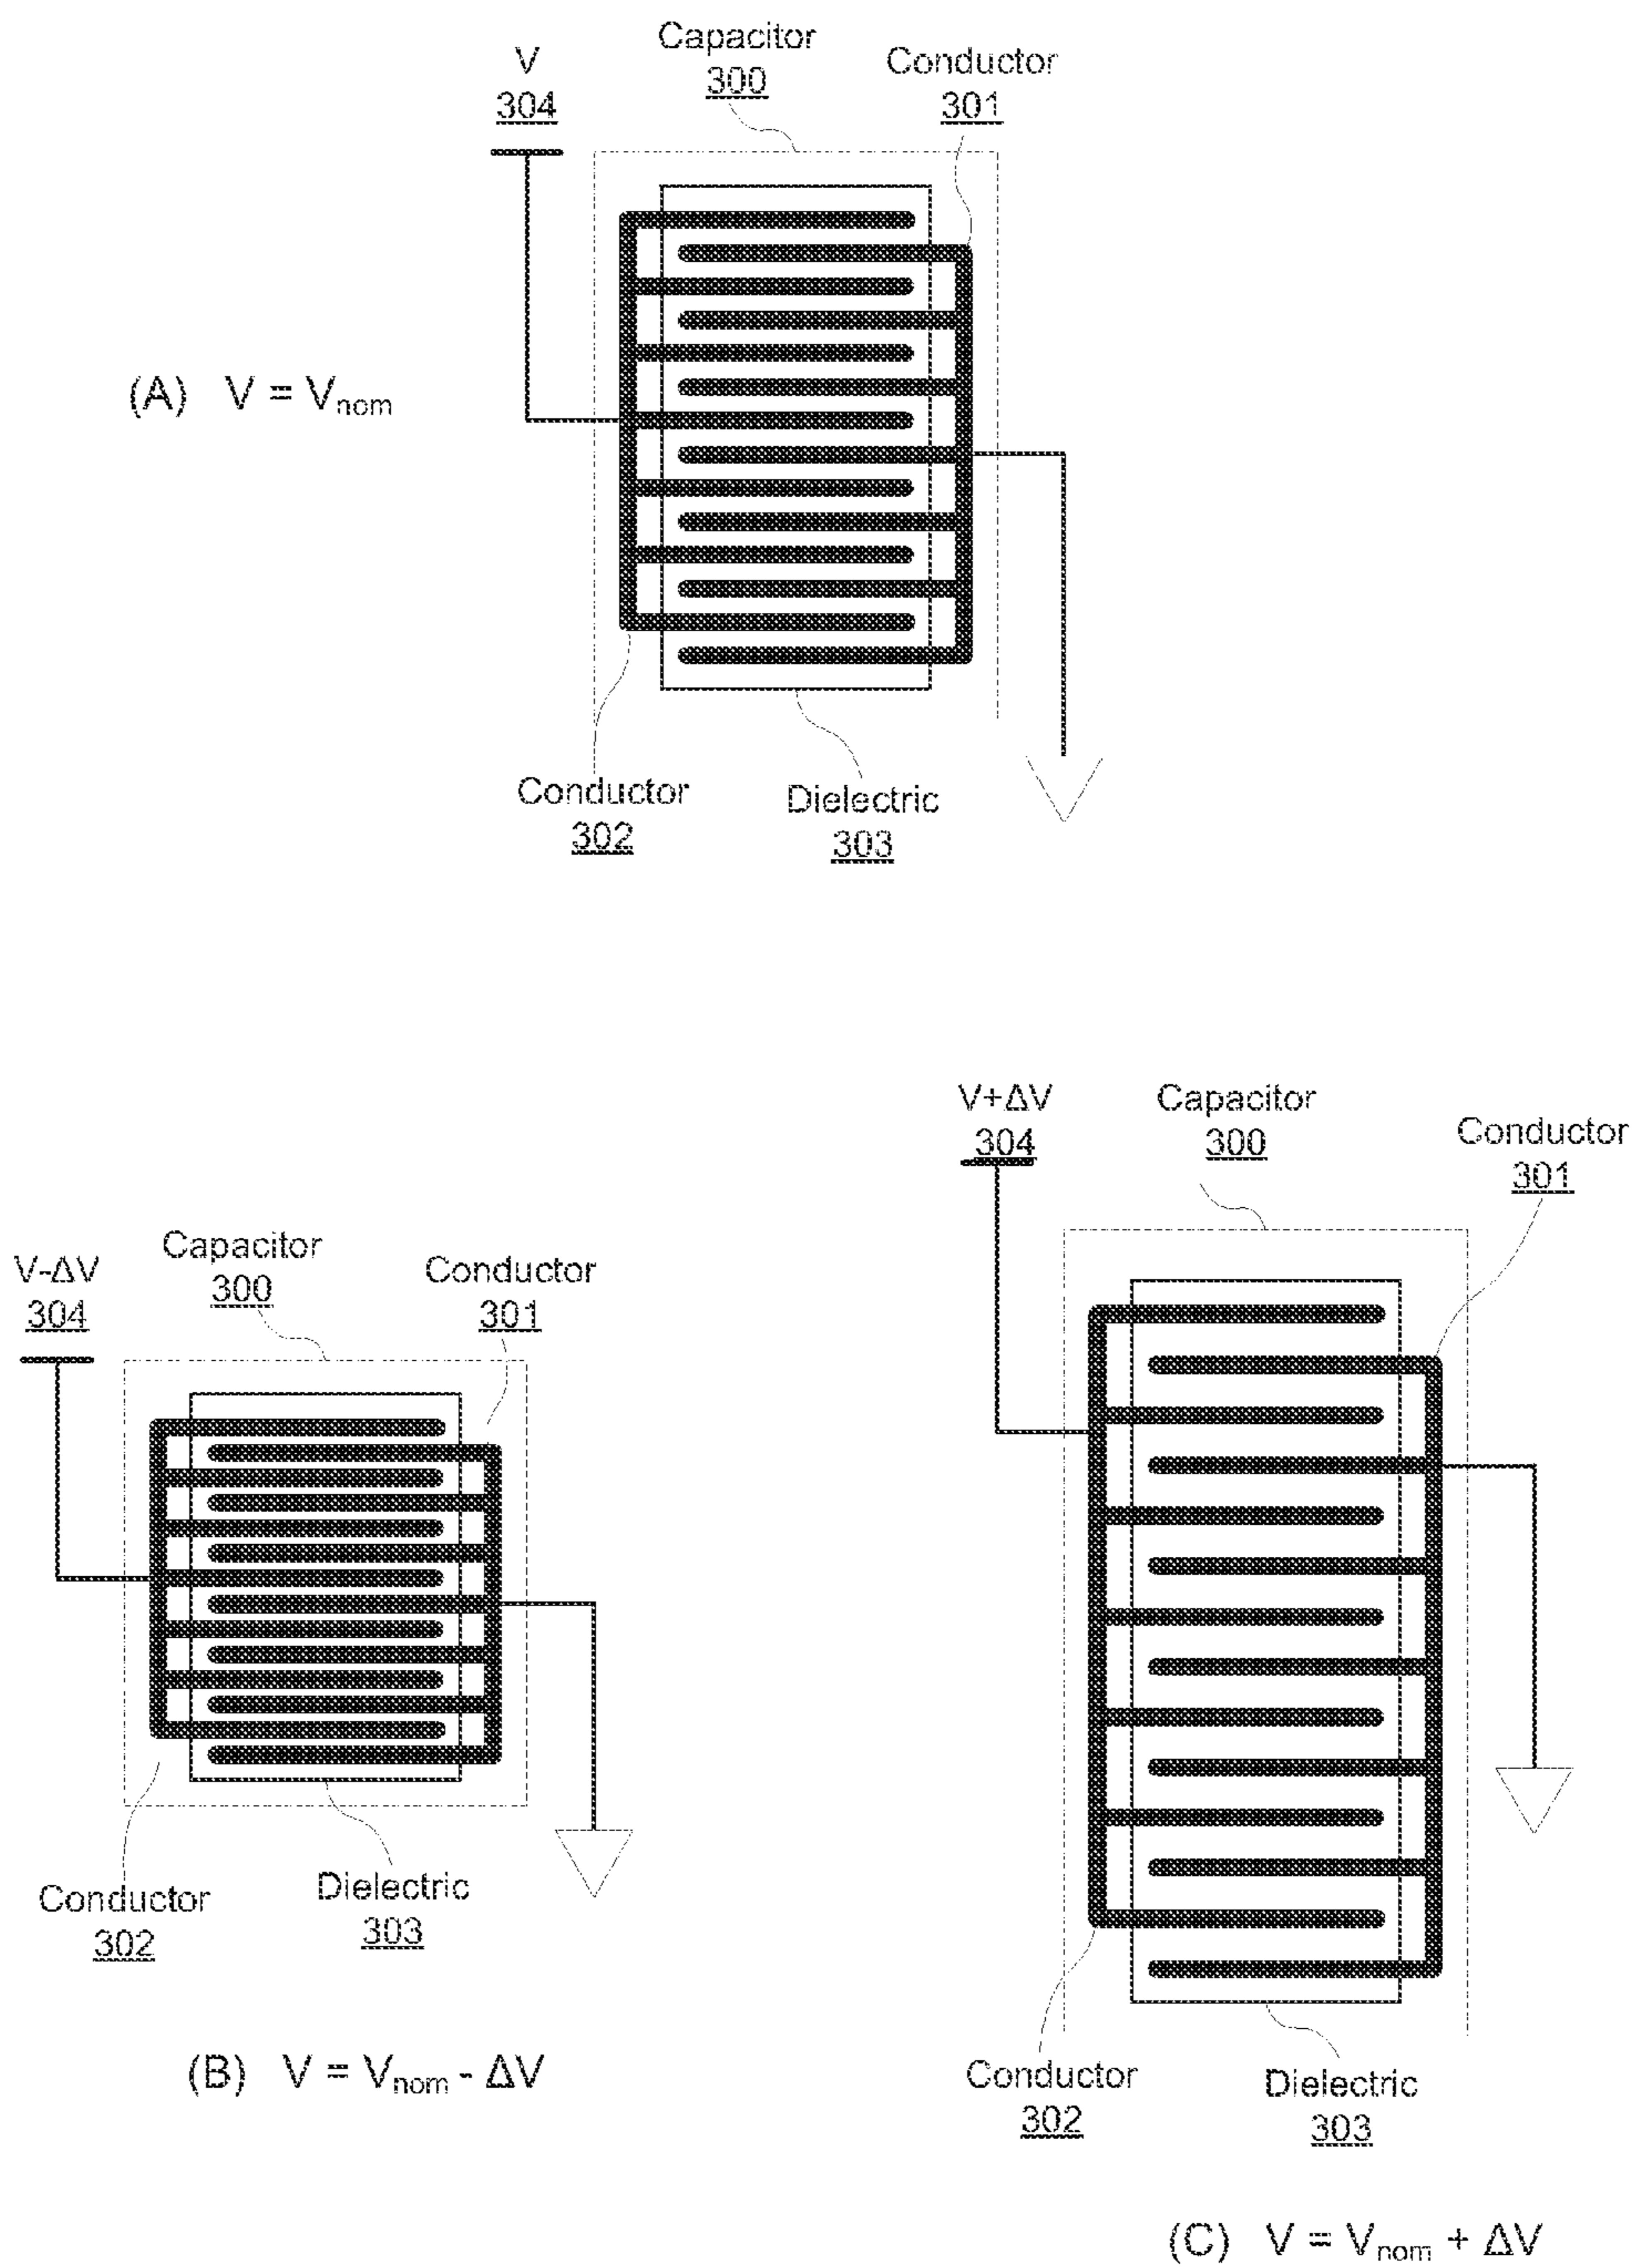 Capacitor
300
V
304
Conductor
301
(A) V = Vnom
Conductor
302
Dielectric
303
V+ΔV
304
Capacitor
300
Conductor
301
V-ΔV
304
Capacitor
300
Conductor
301
Conductor
302
Dielectric
303
(B) V = Vnom - ΔV
Conductor
302
Dielectric
303
(C) V = Vnom + ΔV